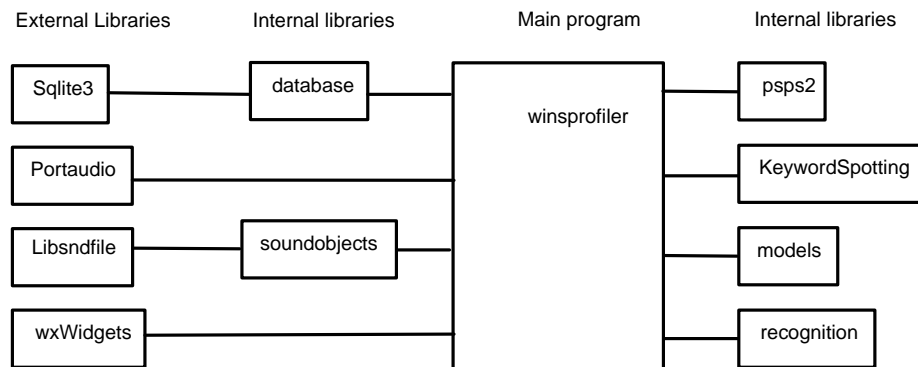 External Libraries
Internal libraries
Main program
Internal libraries
Sqlite3
database
winsprofiler
psps2
Portaudio
KeywordSpotting
Libsndfile
soundobjects
models
wxWidgets
recognition